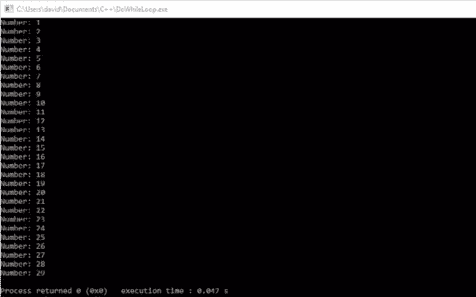 C:\Users\david\Documents\C++\DoWhileLoop.exe
Number: 1
Number: 2
Number: 3
Number: 4
Number: 5
Number: 6
Number: 7
Number: 8
Number: 9
Number: 10
Number: 11
Number: 12
Number: 13
Number: 14
Number: 15
Number: 16
Number: 17
Number: 18
Number: 19
Number: 20
Number: 21
Number: 22
Number: 23
Number: 24
Number: 25
Number: 26
Number: 27
Number: 28
Number: 29
Process returned 0 (0x0) execution time : 0.047 s